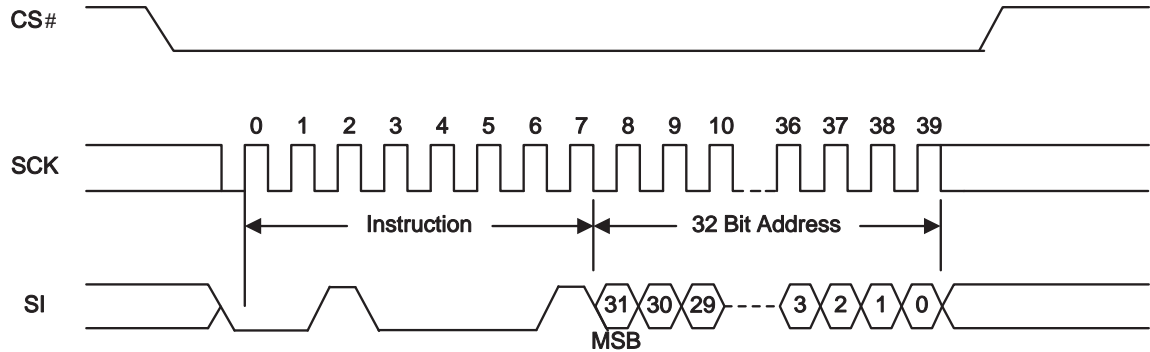 CS#
0 1 2 3 4 5 6 7 8 9 10 36 37 38 39
SCK
Instruction 32 Bit Address
SI 31 30 29 3 2 1 0
MSB